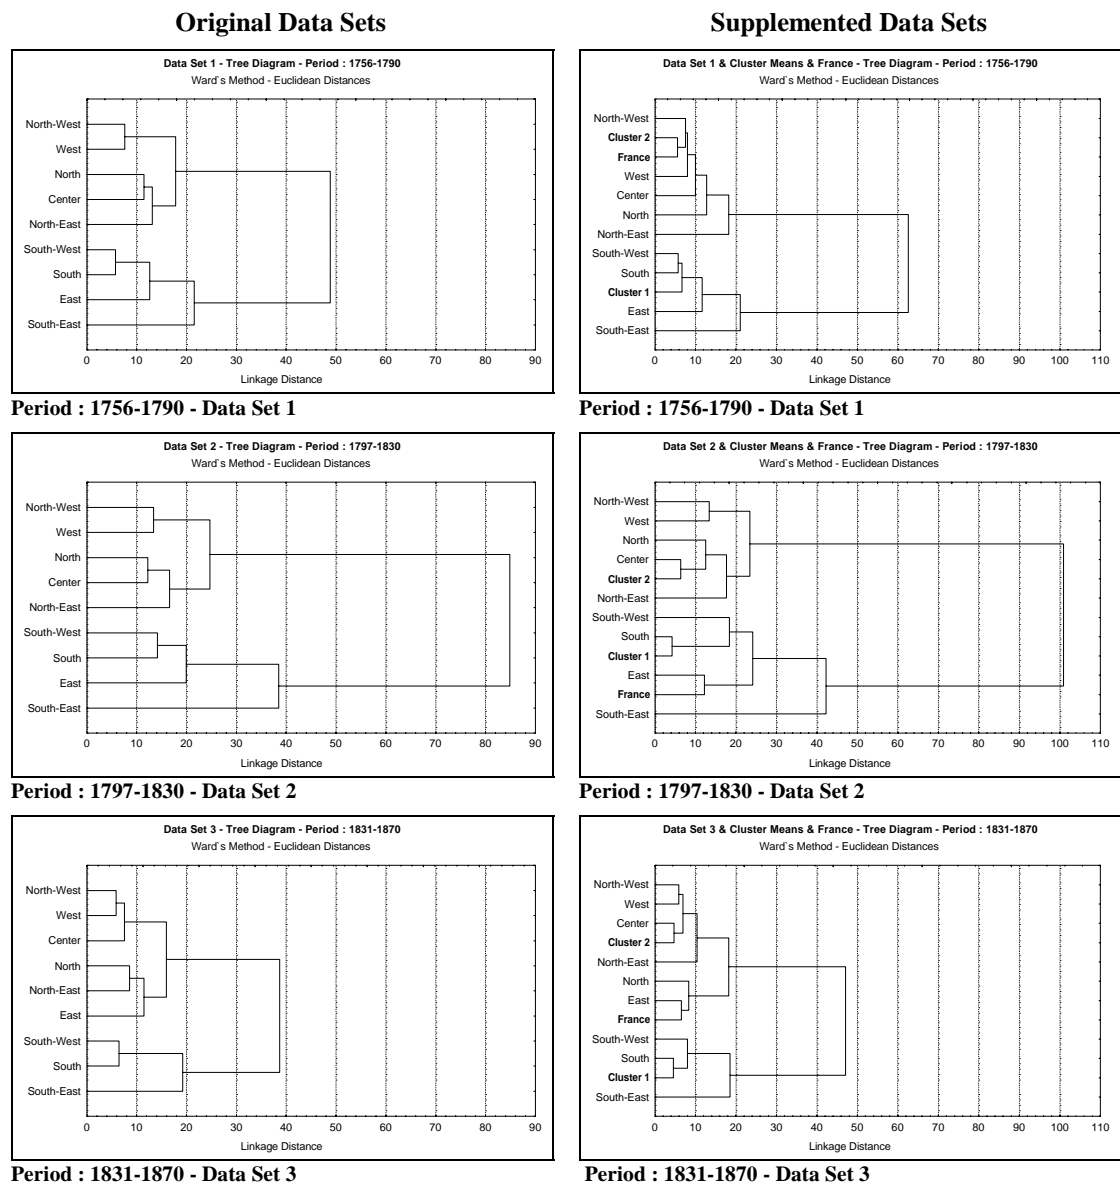 Original Data Sets
Supplemented Data Sets
Data Set 1 - Tree Diagram - Period : 1756-1790
Ward`s Method - Euclidean Distances
North-West
West
North
Center
North-East
South-West
South
East
South-East
0 10 20 30 40 50 60 70 80 90
Linkage Distance
Period : 1756-1790 - Data Set 1
Data Set 1 & Cluster Means & France - Tree Diagram - Period : 1756-1790
Ward`s Method - Euclidean Distances
North-West
Cluster 2
France
West
Center
North
North-East
South-West
South
Cluster 1
East
South-East
0 10 20 30 40 50 60 70 80 90 100 110
Linkage Distance
Period : 1756-1790 - Data Set 1
Data Set 2 - Tree Diagram - Period : 1797-1830
Ward`s Method - Euclidean Distances
North-West
West
North
Center
North-East
South-West
South
East
South-East
0 10 20 30 40 50 60 70 80 90
Linkage Distance
Period : 1797-1830 - Data Set 2
Data Set 2 & Cluster Means & France - Tree Diagram - Period : 1797-1830
Ward`s Method - Euclidean Distances
North-West
West
North
Center
Cluster 2
North-East
South-West
South
Cluster 1
East
France
South-East
0 10 20 30 40 50 60 70 80 90 100 110
Linkage Distance
Period : 1797-1830 - Data Set 2
Data Set 3 - Tree Diagram - Period : 1831-1870
Ward`s Method - Euclidean Distances
North-West
West
Center
North
North-East
East
South-West
South
South-East
0 10 20 30 40 50 60 70 80 90
Linkage Distance
Period : 1831-1870 - Data Set 3
Data Set 3 & Cluster Means & France - Tree Diagram - Period : 1831-1870
Ward`s Method - Euclidean Distances
North-West
West
Center
Cluster 2
North-East
North
East
France
South-West
South
Cluster 1
South-East
0 10 20 30 40 50 60 70 80 90 100 110
Linkage Distance
Period : 1831-1870 - Data Set 3